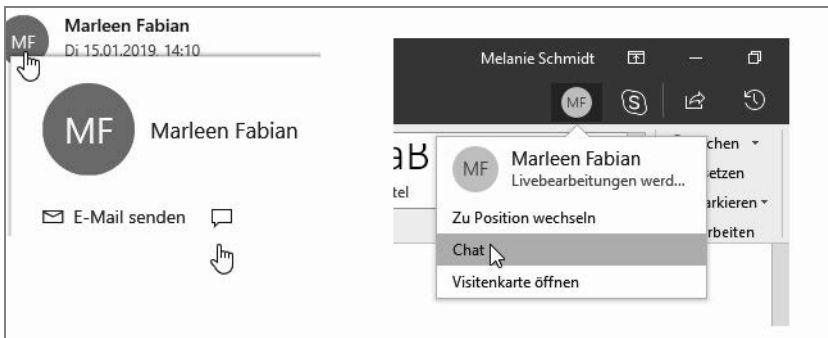 Marleen Fabian
MF
Di 15.01.2019. 14:10
MF
Marleen Fabian
E-Mail senden
Melanie Schmidt
MF
S
aB
tel
chen
etzen
arkieren
rbeiten
MF
Marleen Fabian
Livebearbeitungen werd...
Zu Position wechseln
Chat
Visitenkarte öffnen